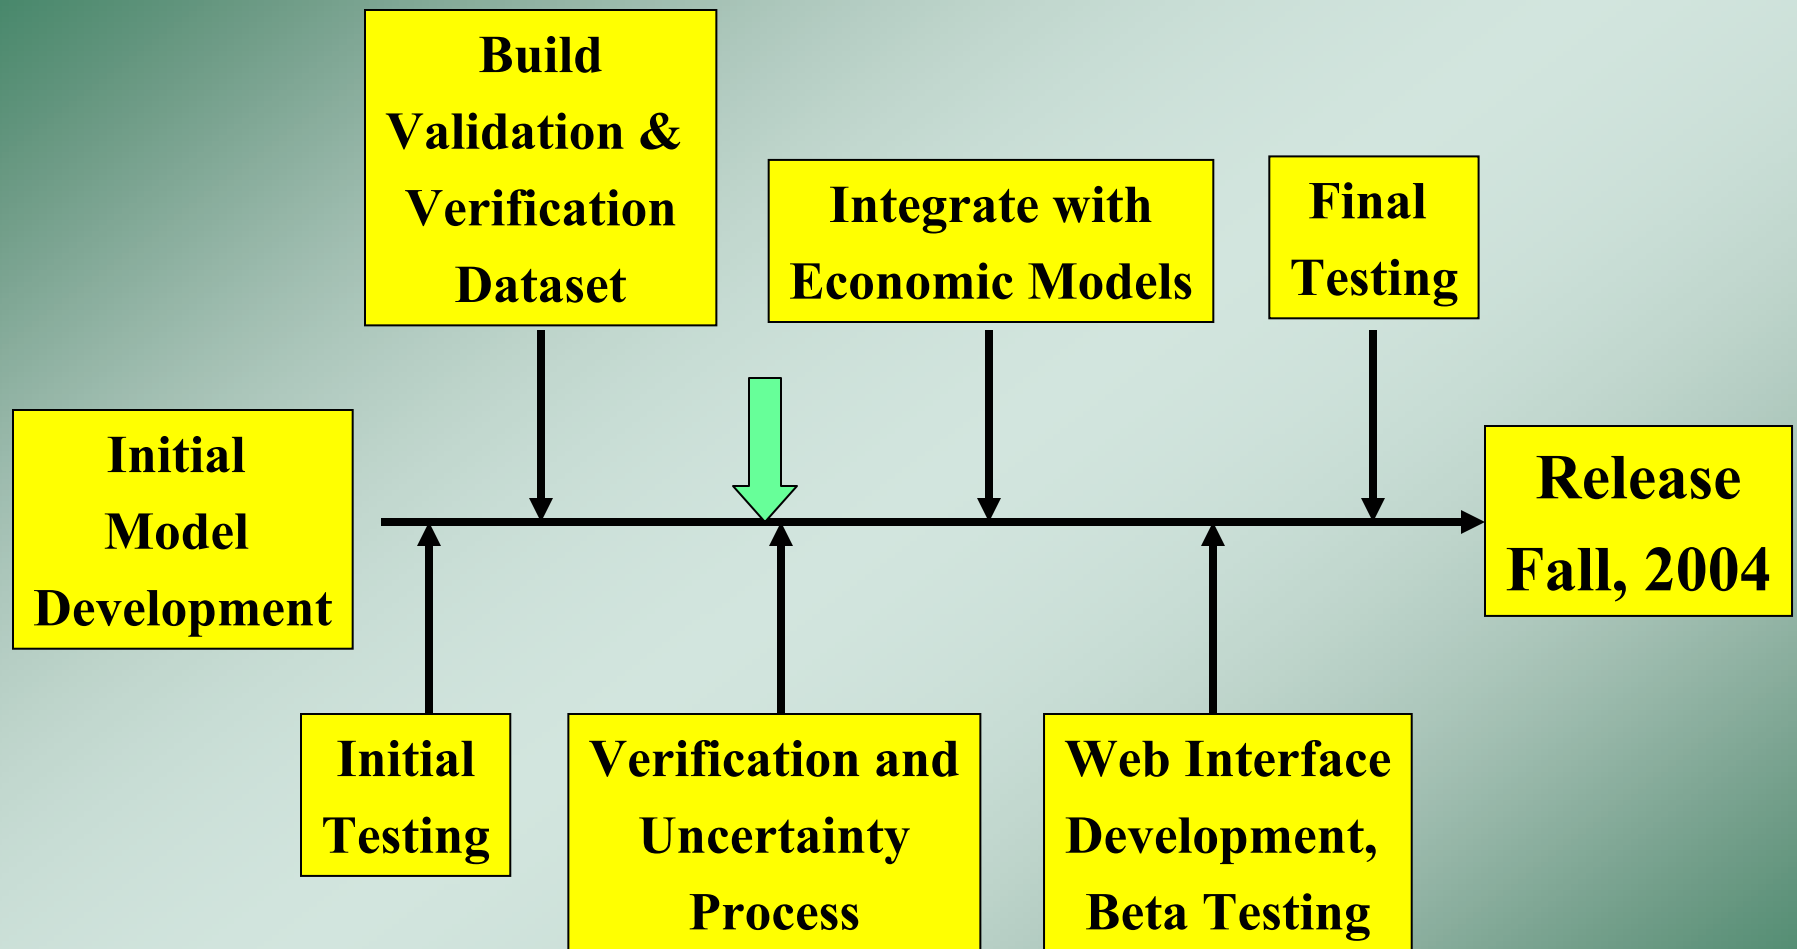 Build
Validation &
Verification
Dataset
Integrate with
Economic Models
Final
Testing
Initial
Model
Development
Release
Fall, 2004
Initial
Testing
Verification and
Uncertainty
Process
Web Interface
Development,
Beta Testing